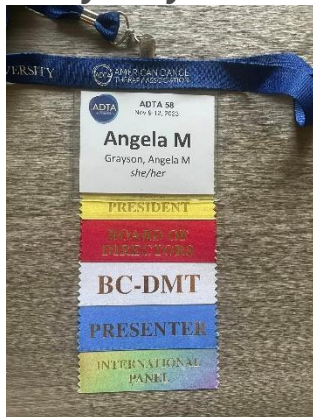 VERSITY
ADTA AMERICAN DANCE
THERAPY ASSOCIATION
ADTA
ADTA 58
Nov 9-12, 2023
Angela M
Grayson, Angela M
she/her
PRESIDENT
BOARD OF
DIRECTORS
BC-DMT
PRESENTER
INTERNATIONAL
PANEL